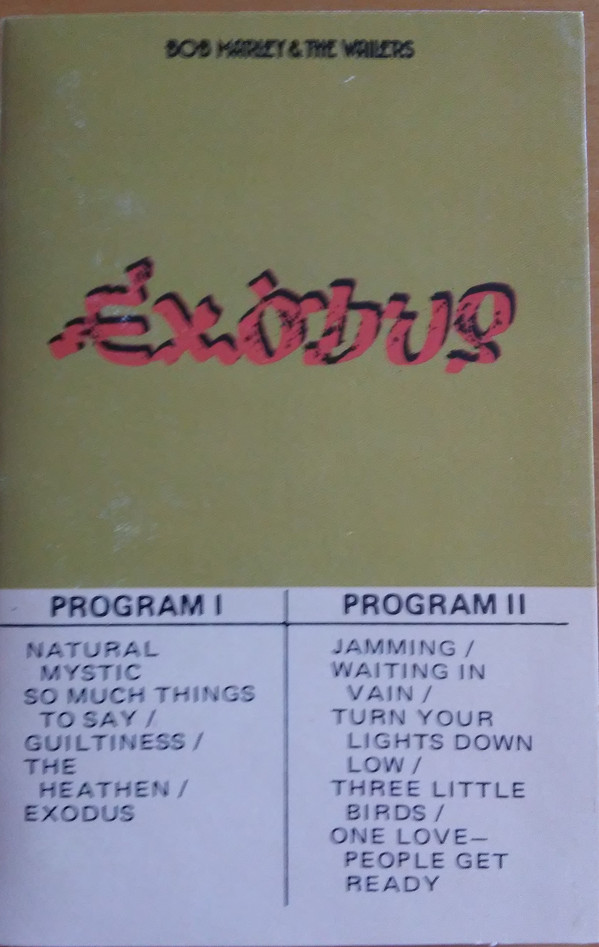 BOB MARLEY & THE WAILERS
EXODUS
PROGRAM I
NATURAL
MYSTIC
SO MUCH THINGS
TO SAY /
GUILTINESS /
THE
HEATHEN /
EXODUS
PROGRAM II
JAMMING /
WAITING IN
VAIN /
TURN YOUR
LIGHTS DOWN
LOW /
THREE LITTLE
BIRDS /
ONE LOVE—
PEOPLE GET
READY